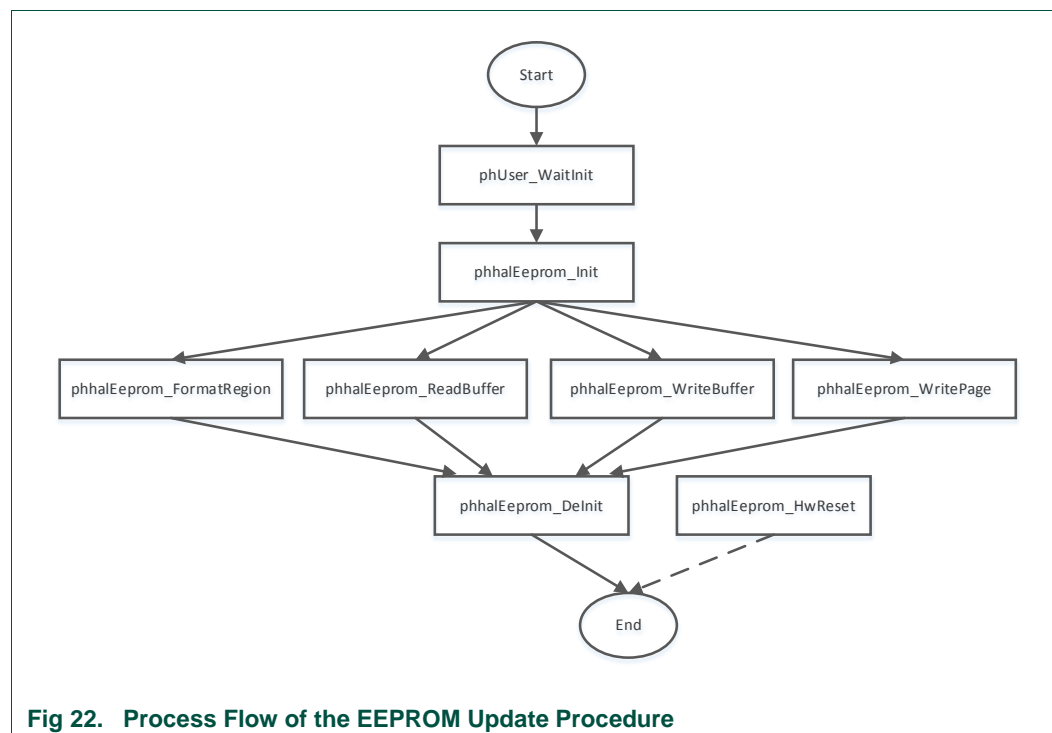 Start
phUser_WaitInit
phhalEeprom_Init
phhalEeprom_FormatRegion
phhalEeprom_ReadBuffer
phhalEeprom_WriteBuffer
phhalEeprom_WritePage
phhalEeprom_DeInit
phhalEeprom_HwReset
End
Fig 22. Process Flow of the EEPROM Update Procedure